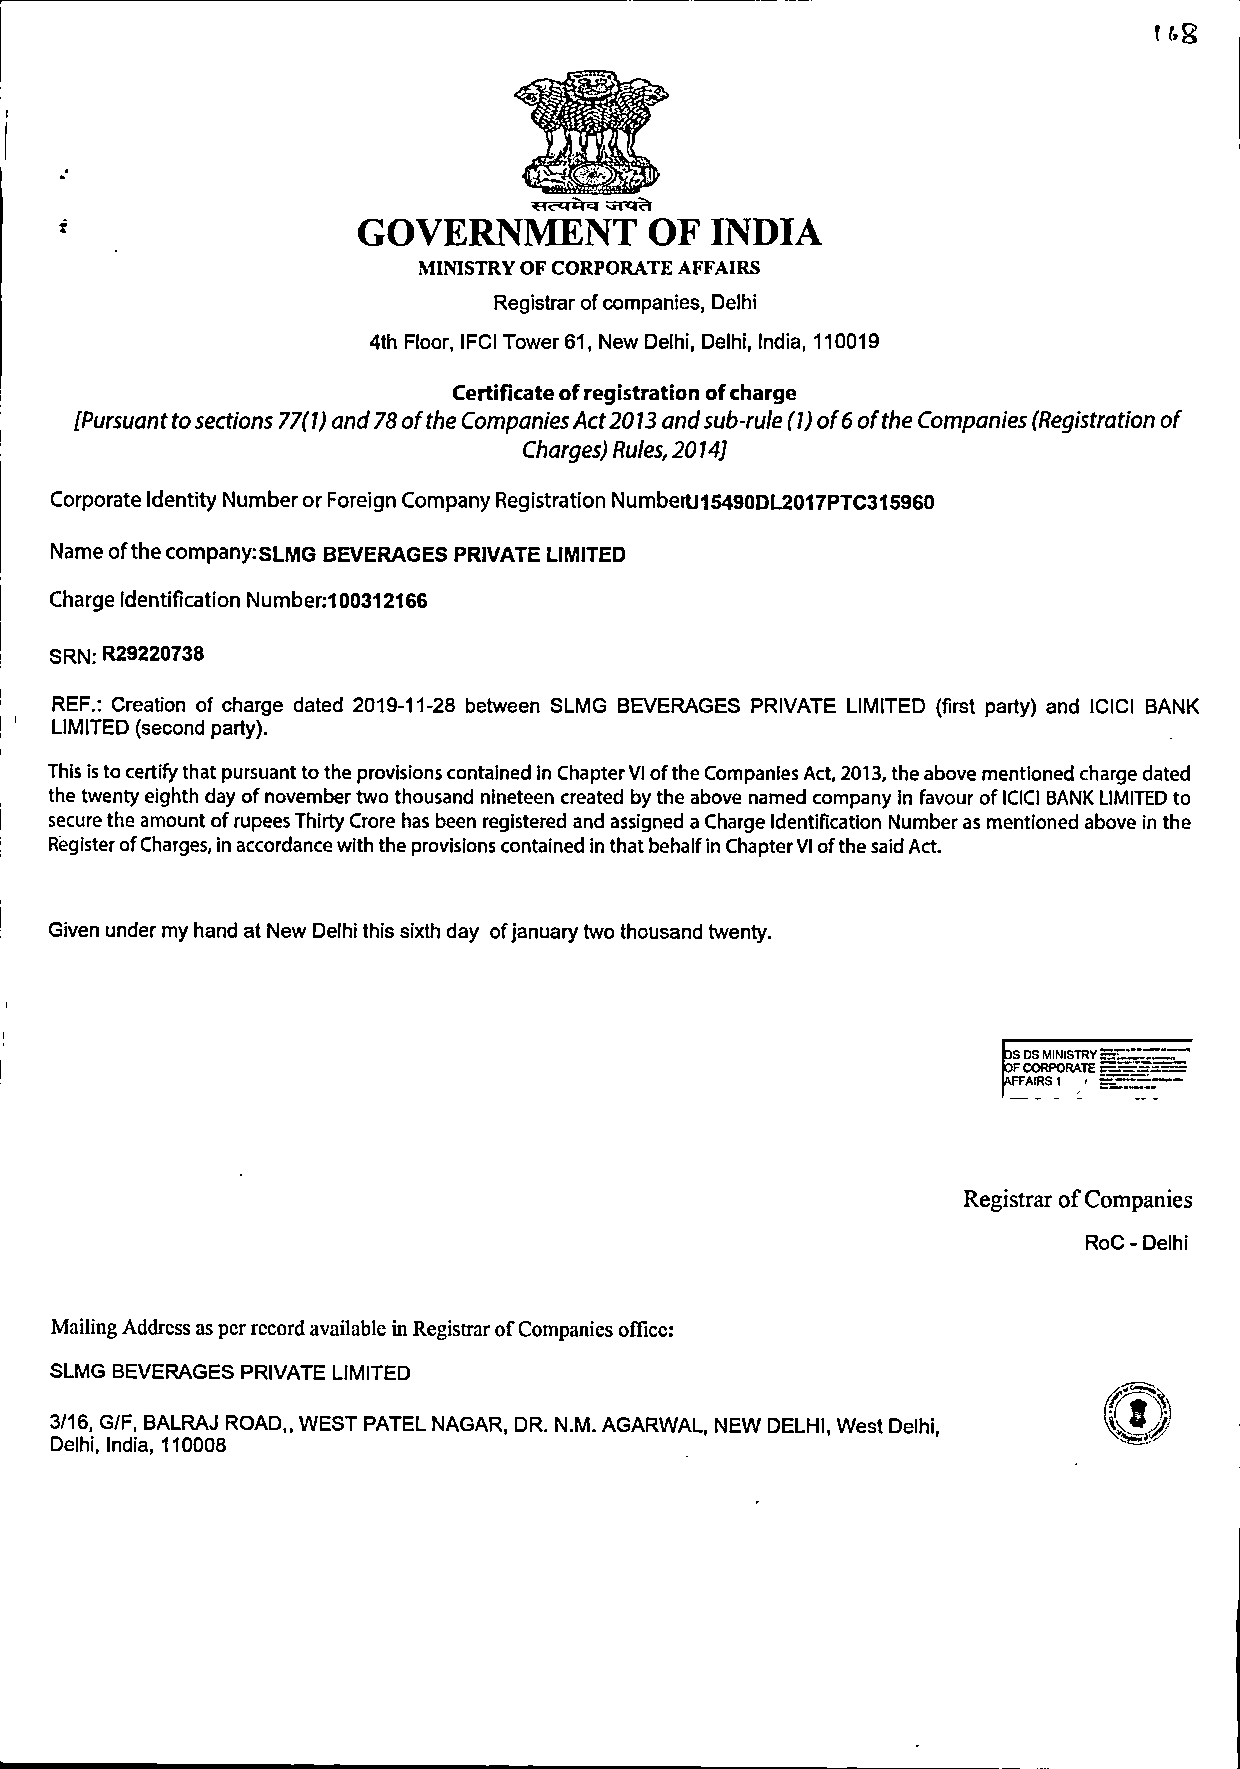 168
सत्यमेव जयते
GOVERNMENT OF INDIA
MINISTRY OF CORPORATE AFFAIRS
Registrar of companies, Delhi
4th Floor, IFCI Tower 61, New Delhi, Delhi, India, 110019
Certificate of registration of charge
[Pursuant to sections 77(1) and 78 of the Companies Act 2013 and sub-rule (1) of 6 of the Companies (Registration of
Charges) Rules, 2014]
Corporate Identity Number or Foreign Company Registration NumberU15490DL2017PTC315960
Name of the company:SLMG BEVERAGES PRIVATE LIMITED
Charge Identification Number:100312166
SRN: R29220738
REF.: Creation of charge dated 2019-11-28 between SLMG BEVERAGES PRIVATE LIMITED (first party) and ICICI BANK
LIMITED (second party).
This is to certify that pursuant to the provisions contained in Chapter VI of the Companies Act, 2013, the above mentioned charge dated
the twenty eighth day of november two thousand nineteen created by the above named company in favour of ICICI BANK LIMITED to
secure the amount of rupees Thirty Crore has been registered and assigned a Charge Identification Number as mentioned above in the
Register of Charges, in accordance with the provisions contained in that behalf in Chapter VI of the said Act.
Given under my hand at New Delhi this sixth day of january two thousand twenty.
DS DS MINISTRY
OF CORPORATE
AFFAIRS 1
Registrar of Companies
RoC - Delhi
Mailing Address as per record available in Registrar of Companies office:
SLMG BEVERAGES PRIVATE LIMITED
3/16, G/F, BALRAJ ROAD,, WEST PATEL NAGAR, DR. N.M. AGARWAL, NEW DELHI, West Delhi,
Delhi, India, 110008